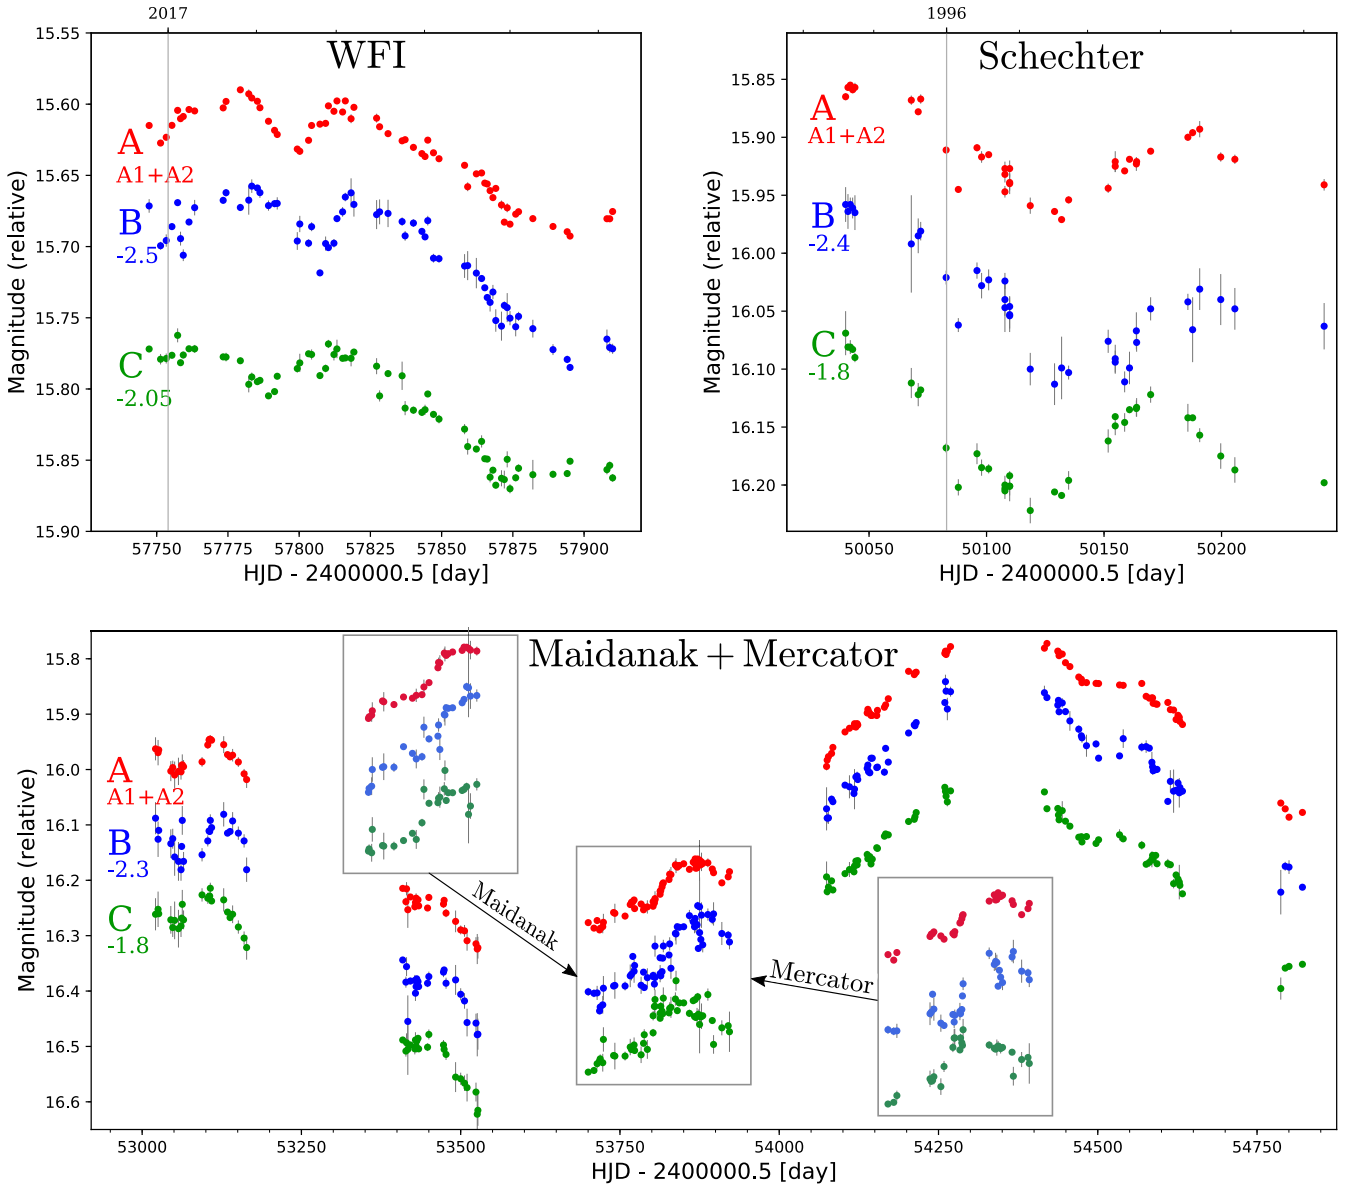 2017
WFI
15.55
15.60
15.65
15.70
15.75
15.80
15.85
15.90
Magnitude (relative)
A
A1+A2
B
-2.5
C
-2.05
57750
57775
57800
57825
57850
57875
57900
HJD - 2400000.5 [day]
1996
Schechter
15.85
15.90
15.95
16.00
16.05
16.10
16.15
16.20
Magnitude (relative)
A
A1+A2
B
-2.4
C
-1.8
50050
50100
50150
50200
HJD - 2400000.5 [day]
Maidanak + Mercator
15.8
15.9
16.0
16.1
16.2
16.3
16.4
16.5
16.6
Magnitude (relative)
A
A1+A2
B
-2.3
C
-1.8
Maidanak
Mercator
53000
53250
53500
53750
54000
54250
54500
54750
HJD - 2400000.5 [day]